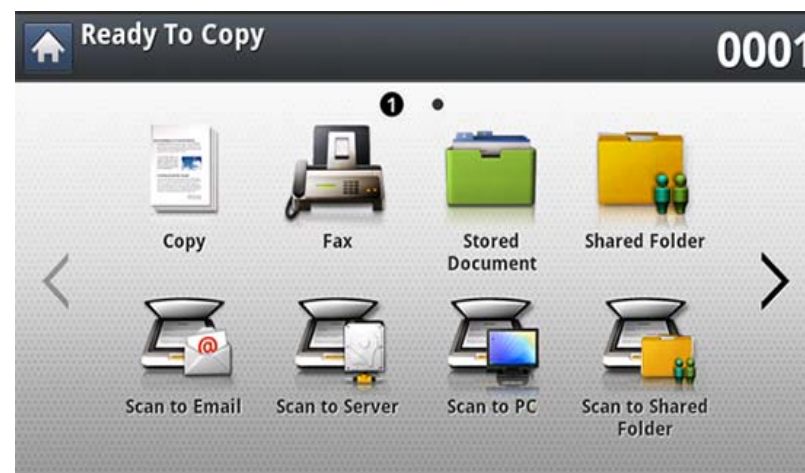 Ready To Copy
0001
1
Copy
Fax
Stored
Document
Shared Folder
Scan to Email
Scan to Server
Scan to PC
Scan to Shared
Folder